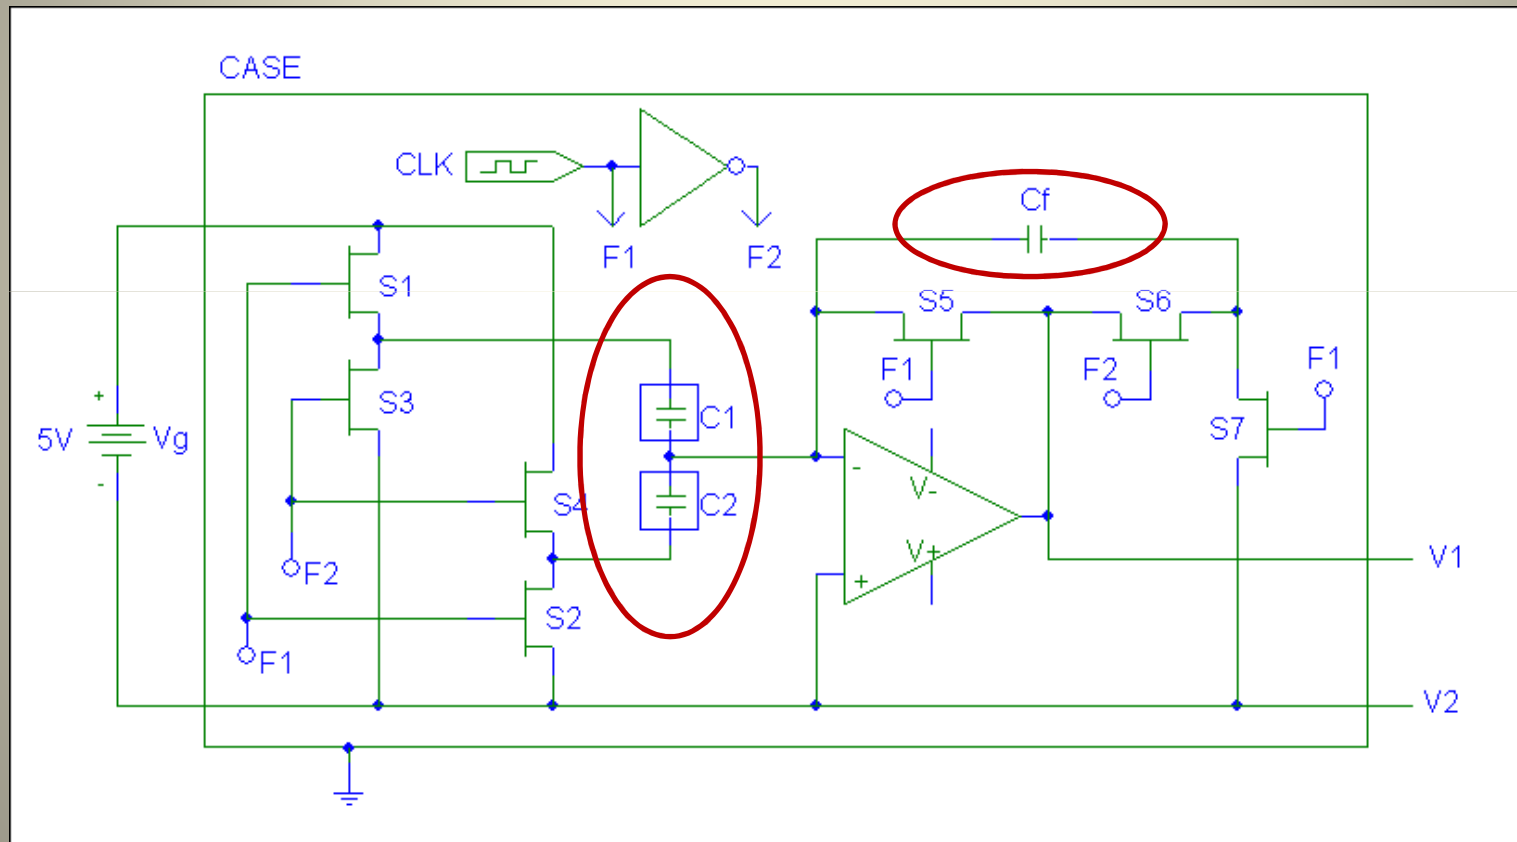 CASE
CLK
F1
F2
Cf
S1
S5
S6
F1
F2
F1
S3
C1
S7
+
5V
Vg
-
-
V-
S4
C2
V+
V1
F2
+
S2
F1
V2